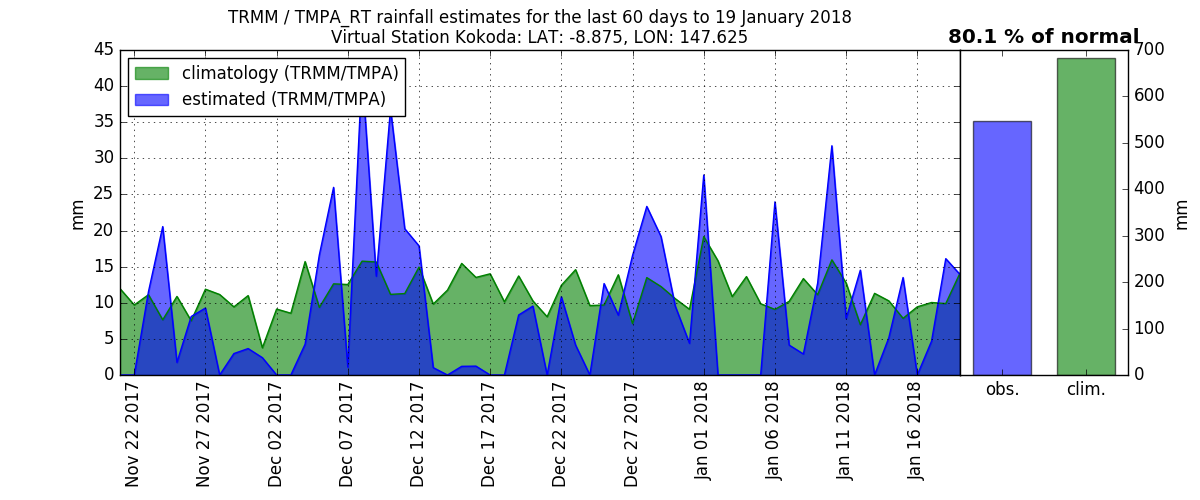 TRMM / TMPA_RT rainfall estimates for the last 60 days to 19 January 2018
Virtual Station Kokoda: LAT: -8.875, LON: 147.625
80.1 % of normal
climatology (TRMM/TMPA)
estimated (TRMM/TMPA)
mm
45
40
35
30
25
20
15
10
5
0
Nov 22 2017
Nov 27 2017
Dec 02 2017
Dec 07 2017
Dec 12 2017
Dec 17 2017
Dec 22 2017
Dec 27 2017
Jan 01 2018
Jan 06 2018
Jan 11 2018
Jan 16 2018
obs.
clim.
700
600
500
400
300
200
100
0
mm